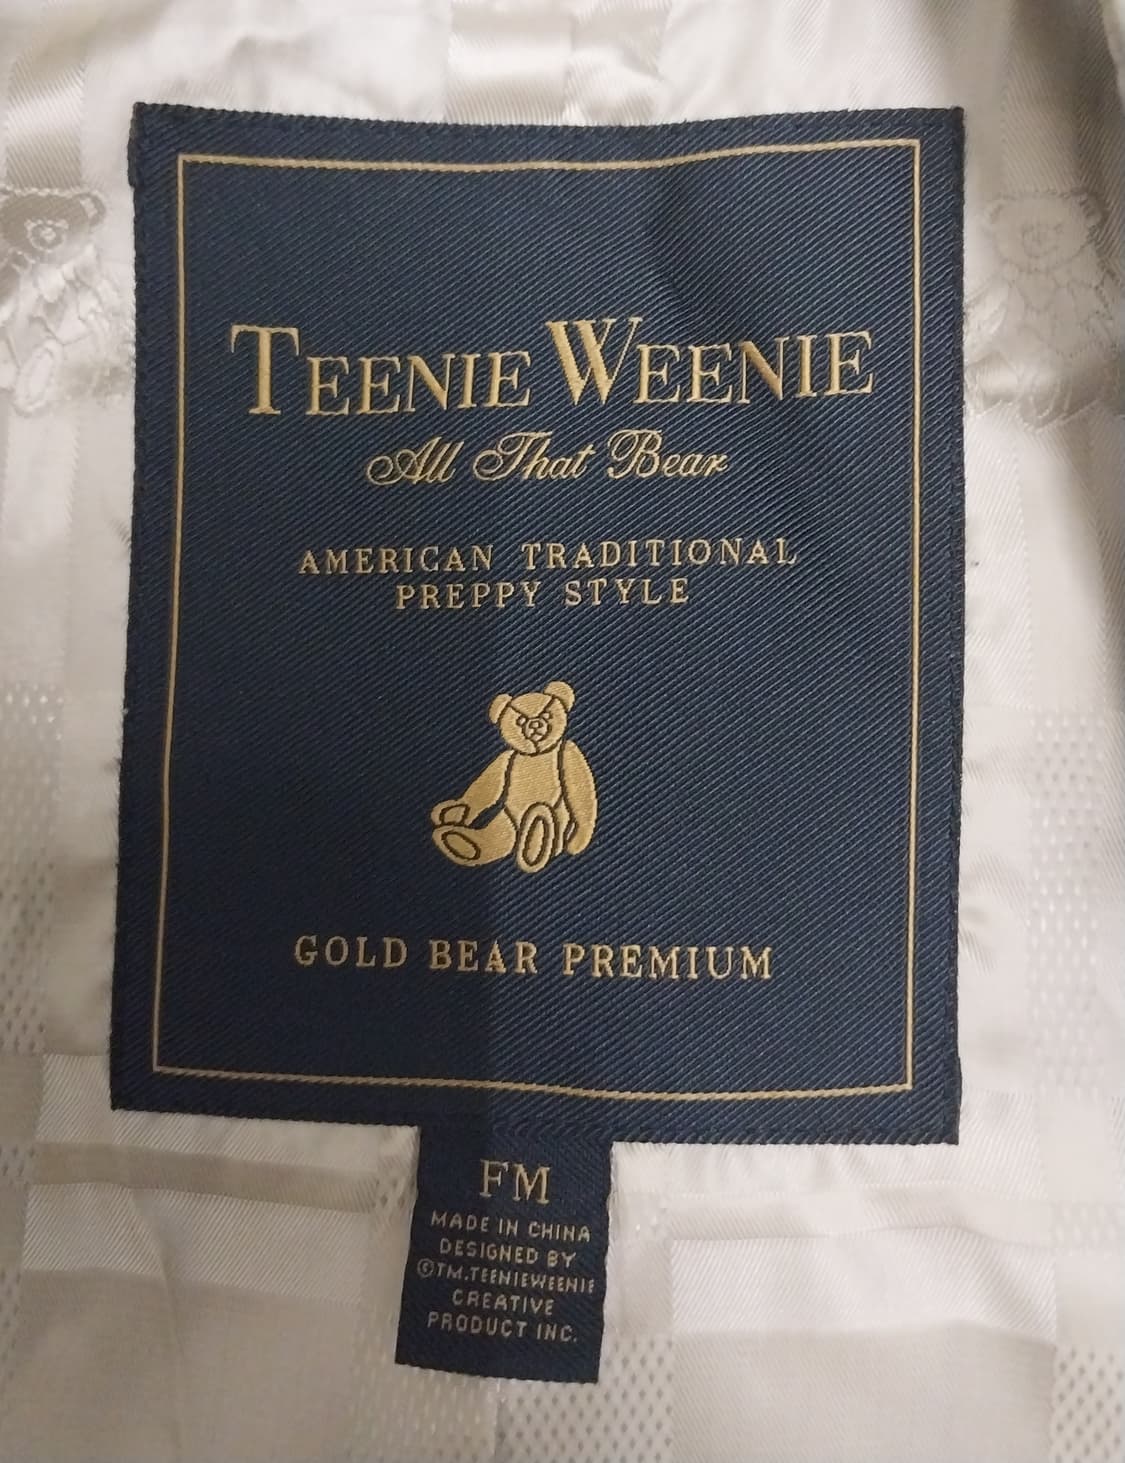 TEENIE WEENIE
All That Bear
AMERICAN TRADITIONAL
PREPPY STYLE
GOLD BEAR PREMIUM
FM
MADE IN CHINA
DESIGNED BY
©TM.TEENIEWEENIE
CREATIVE
PRODUCT INC.